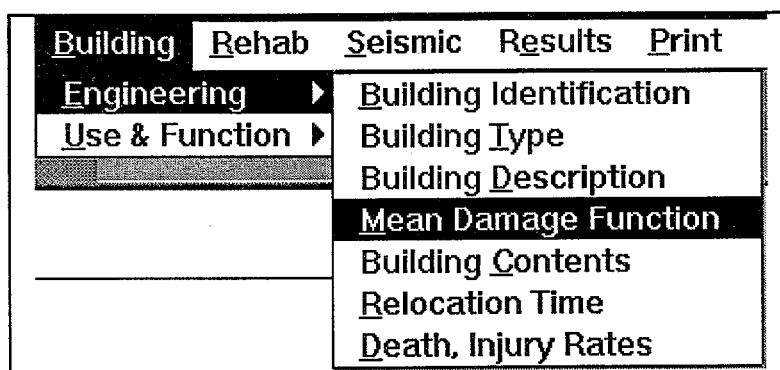 Building Rehab Seismic Results Print
Engineering
Use & Function
Building Identification
Building Type
Building Description
Mean Damage Function
Building Contents
Relocation Time
Death, Injury Rates